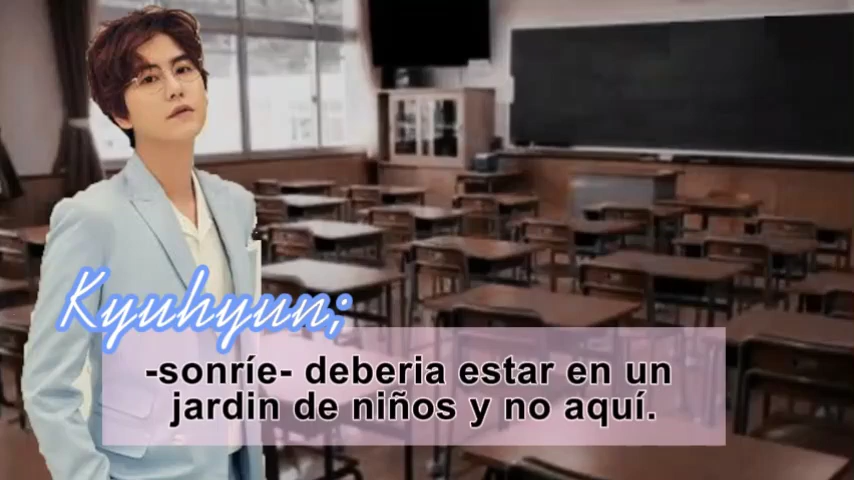 Kyuhyun;
-sonríe- deberia estar en un
jardin de niños y no aquí.